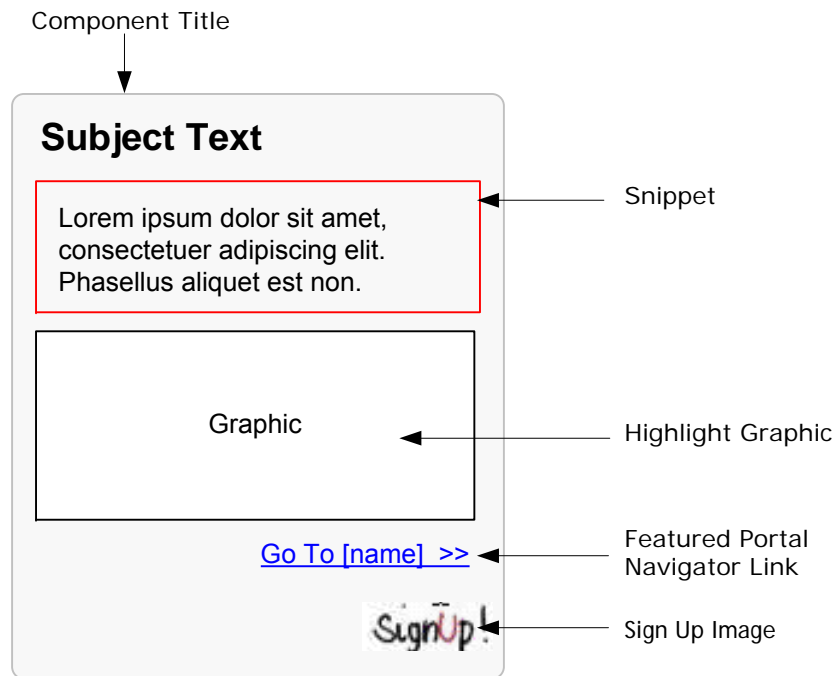 Component Title
Subject Text
Lorem ipsum dolor sit amet,
consectetuer adipiscing elit.
Phasellus aliquet est non.
Snippet
Graphic
Highlight Graphic
Go To [name]  >>
Featured Portal
Navigator Link
SignUp!
Sign Up Image